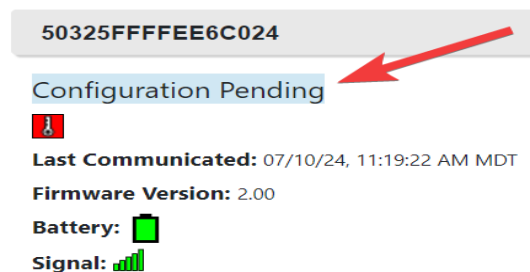 50325FFFFEE6C024
Configuration Pending
Last Communicated: 07/10/24, 11:19:22 AM MDT
Firmware Version: 2.00
Battery:
Signal: